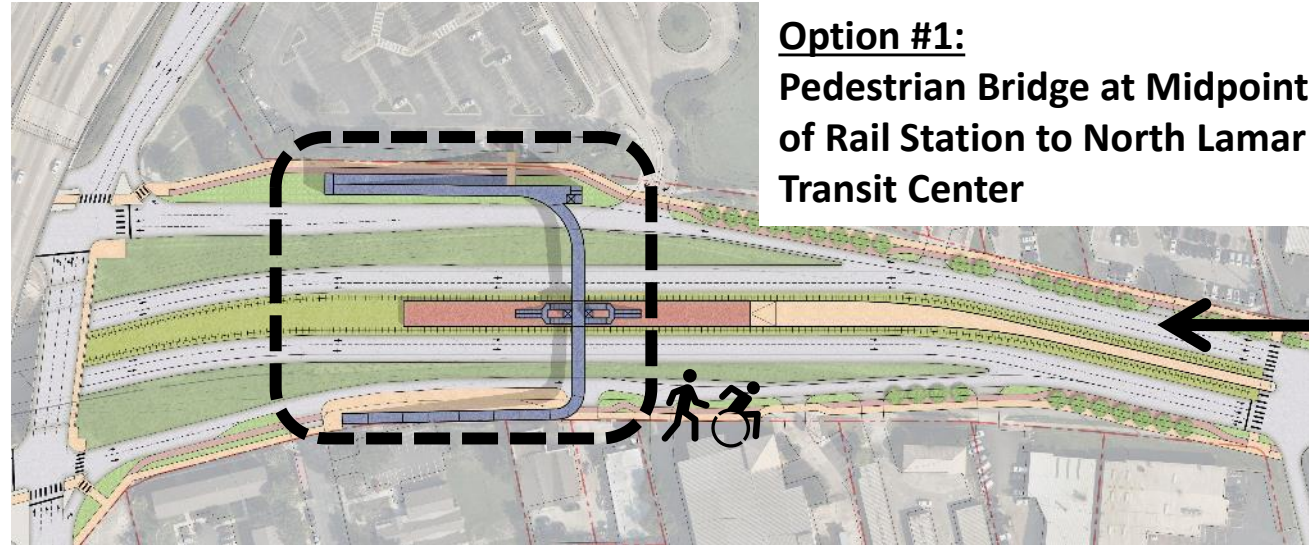 Option #1:
Pedestrian Bridge at Midpoint
of Rail Station to North Lamar
Transit Center